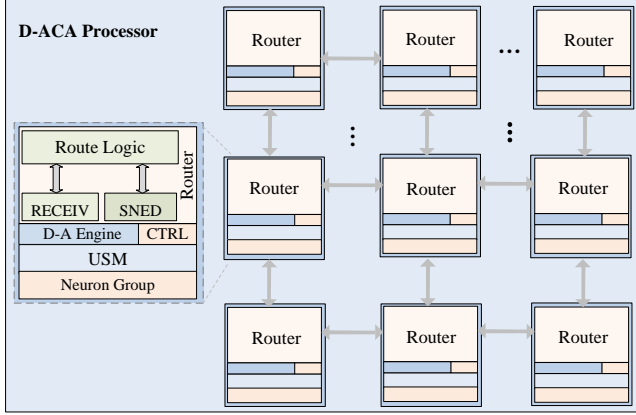 D-ACA Processor
Router
Router
...
Router
Route Logic
Router
RECEIV
SNED
D-A Engine
CTRL
USM
Neuron Group
Router
Router
Router
Router
Router
Router